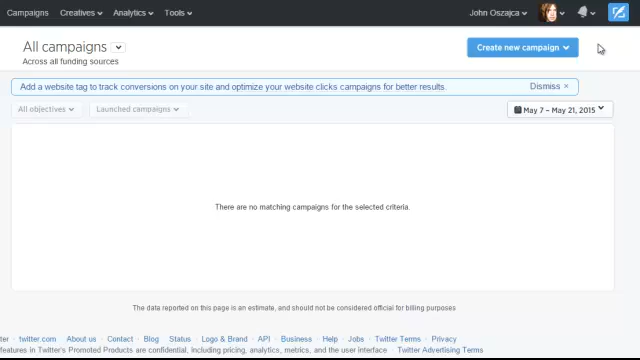 Campaigns Creatives Analytics Tools John Oszajca
All campaigns
Create new campaign
Across all funding sources
Add a website tag to track conversions on your site and optimize your website clicks campaigns for better results. Dismiss ×
All objectives Launched campaigns May 7 – May 21, 2015
There are no matching campaigns for the selected criteria.
The data reported on this page is an estimate, and should not be considered official for billing purposes
ter · twitter.com · About us · Contact · Blog · Status · Logo & Brand · API · Business · Help · Jobs · Twitter Terms · Privacy
features in Twitter's Promoted Products are confidential, including pricing, analytics, metrics, and the user interface · Twitter Advertising Terms